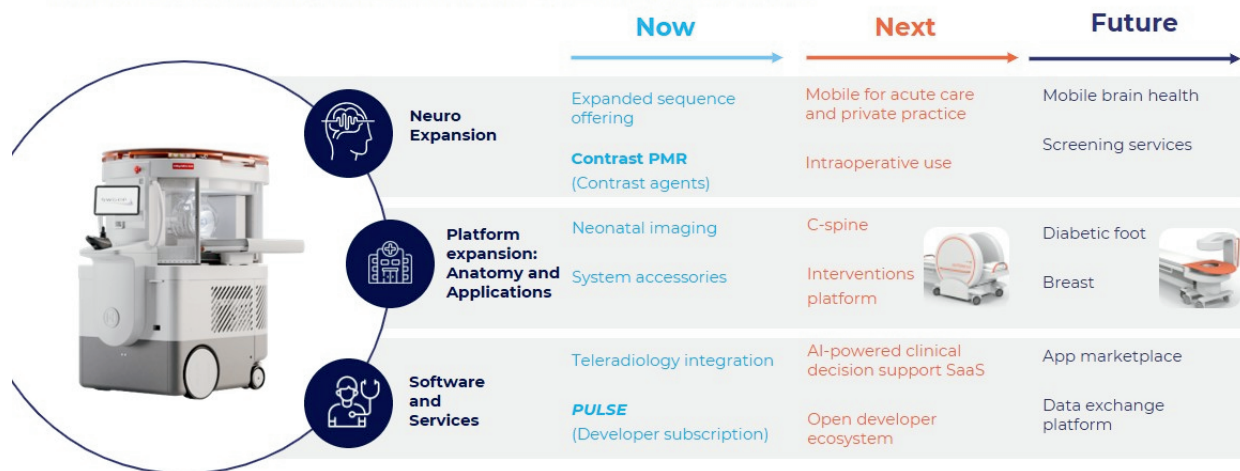 Now
Next
Future
Neuro
Expansion
Expanded sequence
offering
Contrast PMR
(Contrast agents)
Mobile for acute care
and private practice
Intraoperative use
Mobile brain health
Screening services
Platform
expansion:
Anatomy and
Applications
Neonatal imaging
System accessories
C-spine
Interventions
platform
Diabetic foot
Breast
Software
and
Services
Teleradiology integration
PULSE
(Developer subscription)
AI-powered clinical
decision support SaaS
Open developer
ecosystem
App marketplace
Data exchange
platform